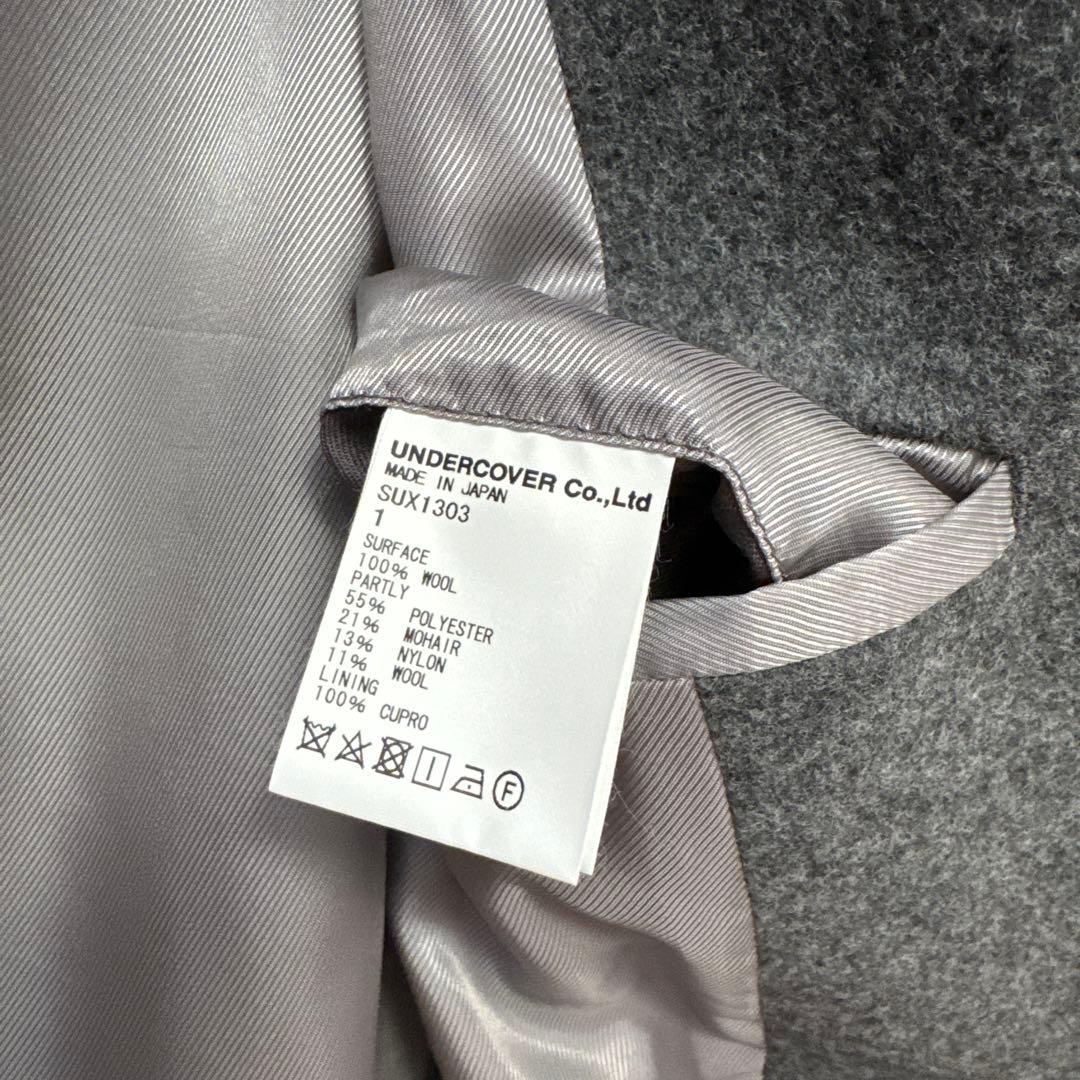 UNDERCOVER Co.,Ltd
MADE IN JAPAN
SUX1303
1
SURFACE
100% WOOL
PARTLY
55% POLYESTER
21% MOHAIR
13% NYLON
11% WOOL
LINING
100% CUPRO
F